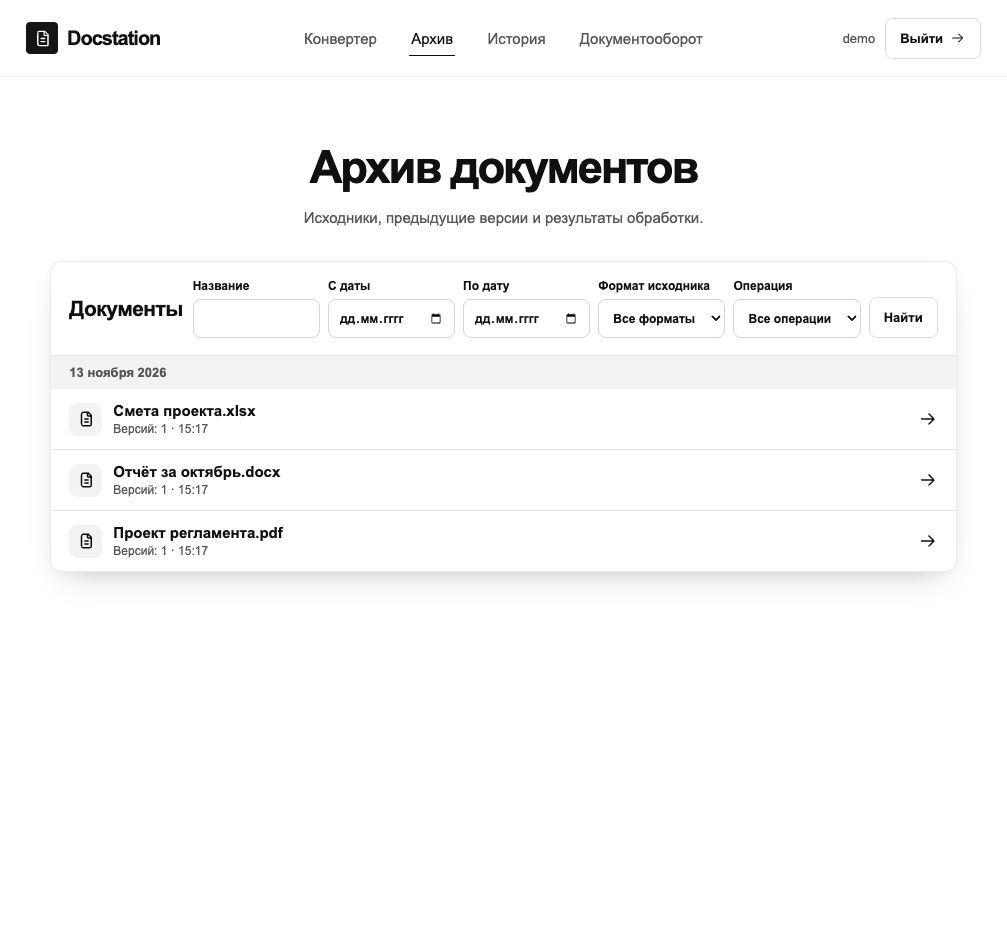 Docstation
Конвертер Архив История Документооборот
demo Выйти
Архив документов
Исходники, предыдущие версии и результаты обработки.
Документы
Название С даты По дату Формат исходника Операция
дд.мм.гггг дд.мм.гггг Все форматы Все операции Найти
13 ноября 2026
Смета проекта.xlsx
Версий: 1 · 15:17
Отчёт за октябрь.docx
Версий: 1 · 15:17
Проект регламента.pdf
Версий: 1 · 15:17